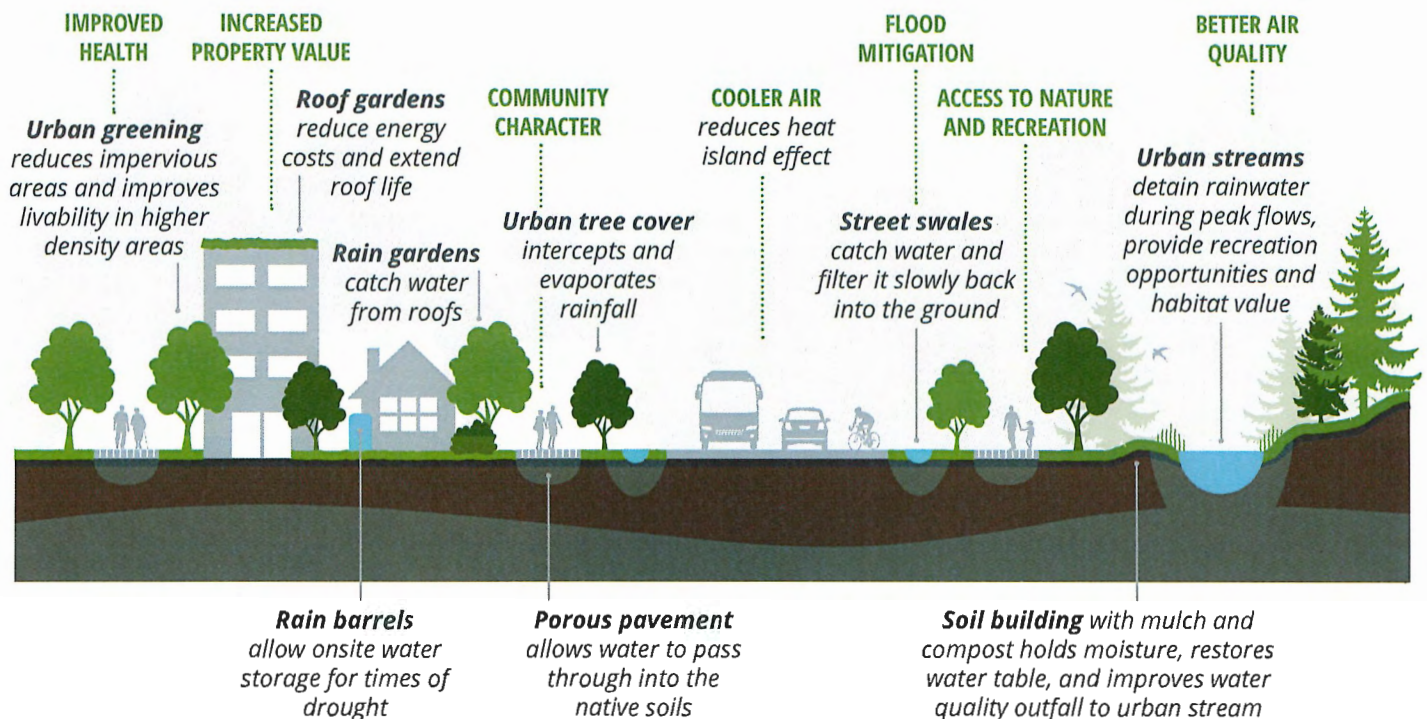 IMPROVED
HEALTH
INCREASED
PROPERTY VALUE
FLOOD
MITIGATION
BETTER AIR
QUALITY
Urban greening
reduces impervious
areas and improves
livability in higher
density areas
Roof gardens
reduce energy
costs and extend
roof life
COMMUNITY
CHARACTER
COOLER AIR
reduces heat
island effect
ACCESS TO NATURE
AND RECREATION
Rain gardens
catch water
from roofs
Urban tree cover
intercepts and
evaporates
rainfall
Street swales
catch water and
filter it slowly back
into the ground
Urban streams
detain rainwater
during peak flows,
provide recreation
opportunities and
habitat value
Rain barrels
allow onsite water
storage for times of
drought
Porous pavement
allows water to pass
through into the
native soils
Soil building with mulch and
compost holds moisture, restores
water table, and improves water
quality outfall to urban stream